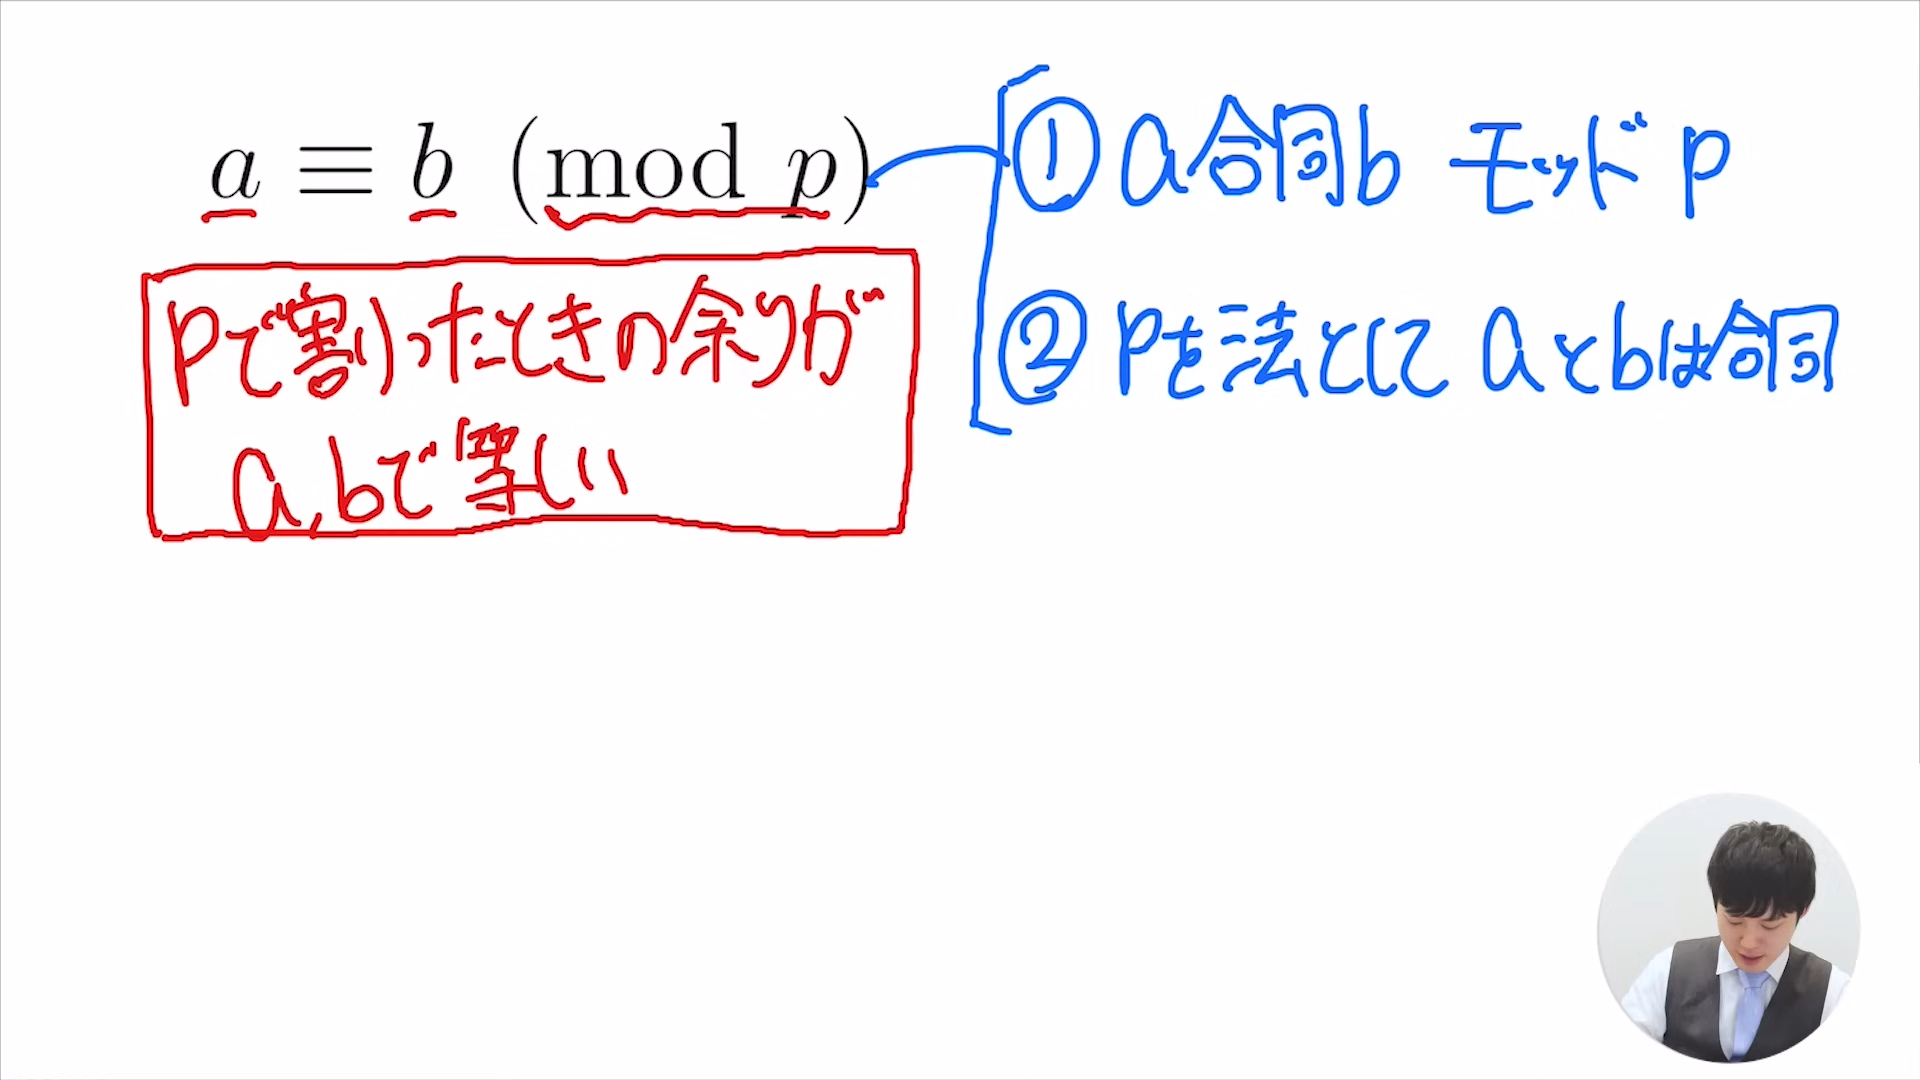 a ≡ b (mod p)
pで割ったときの余りが
a,bで等しい
① a合同b モッド p
② pを法として aとbは合同